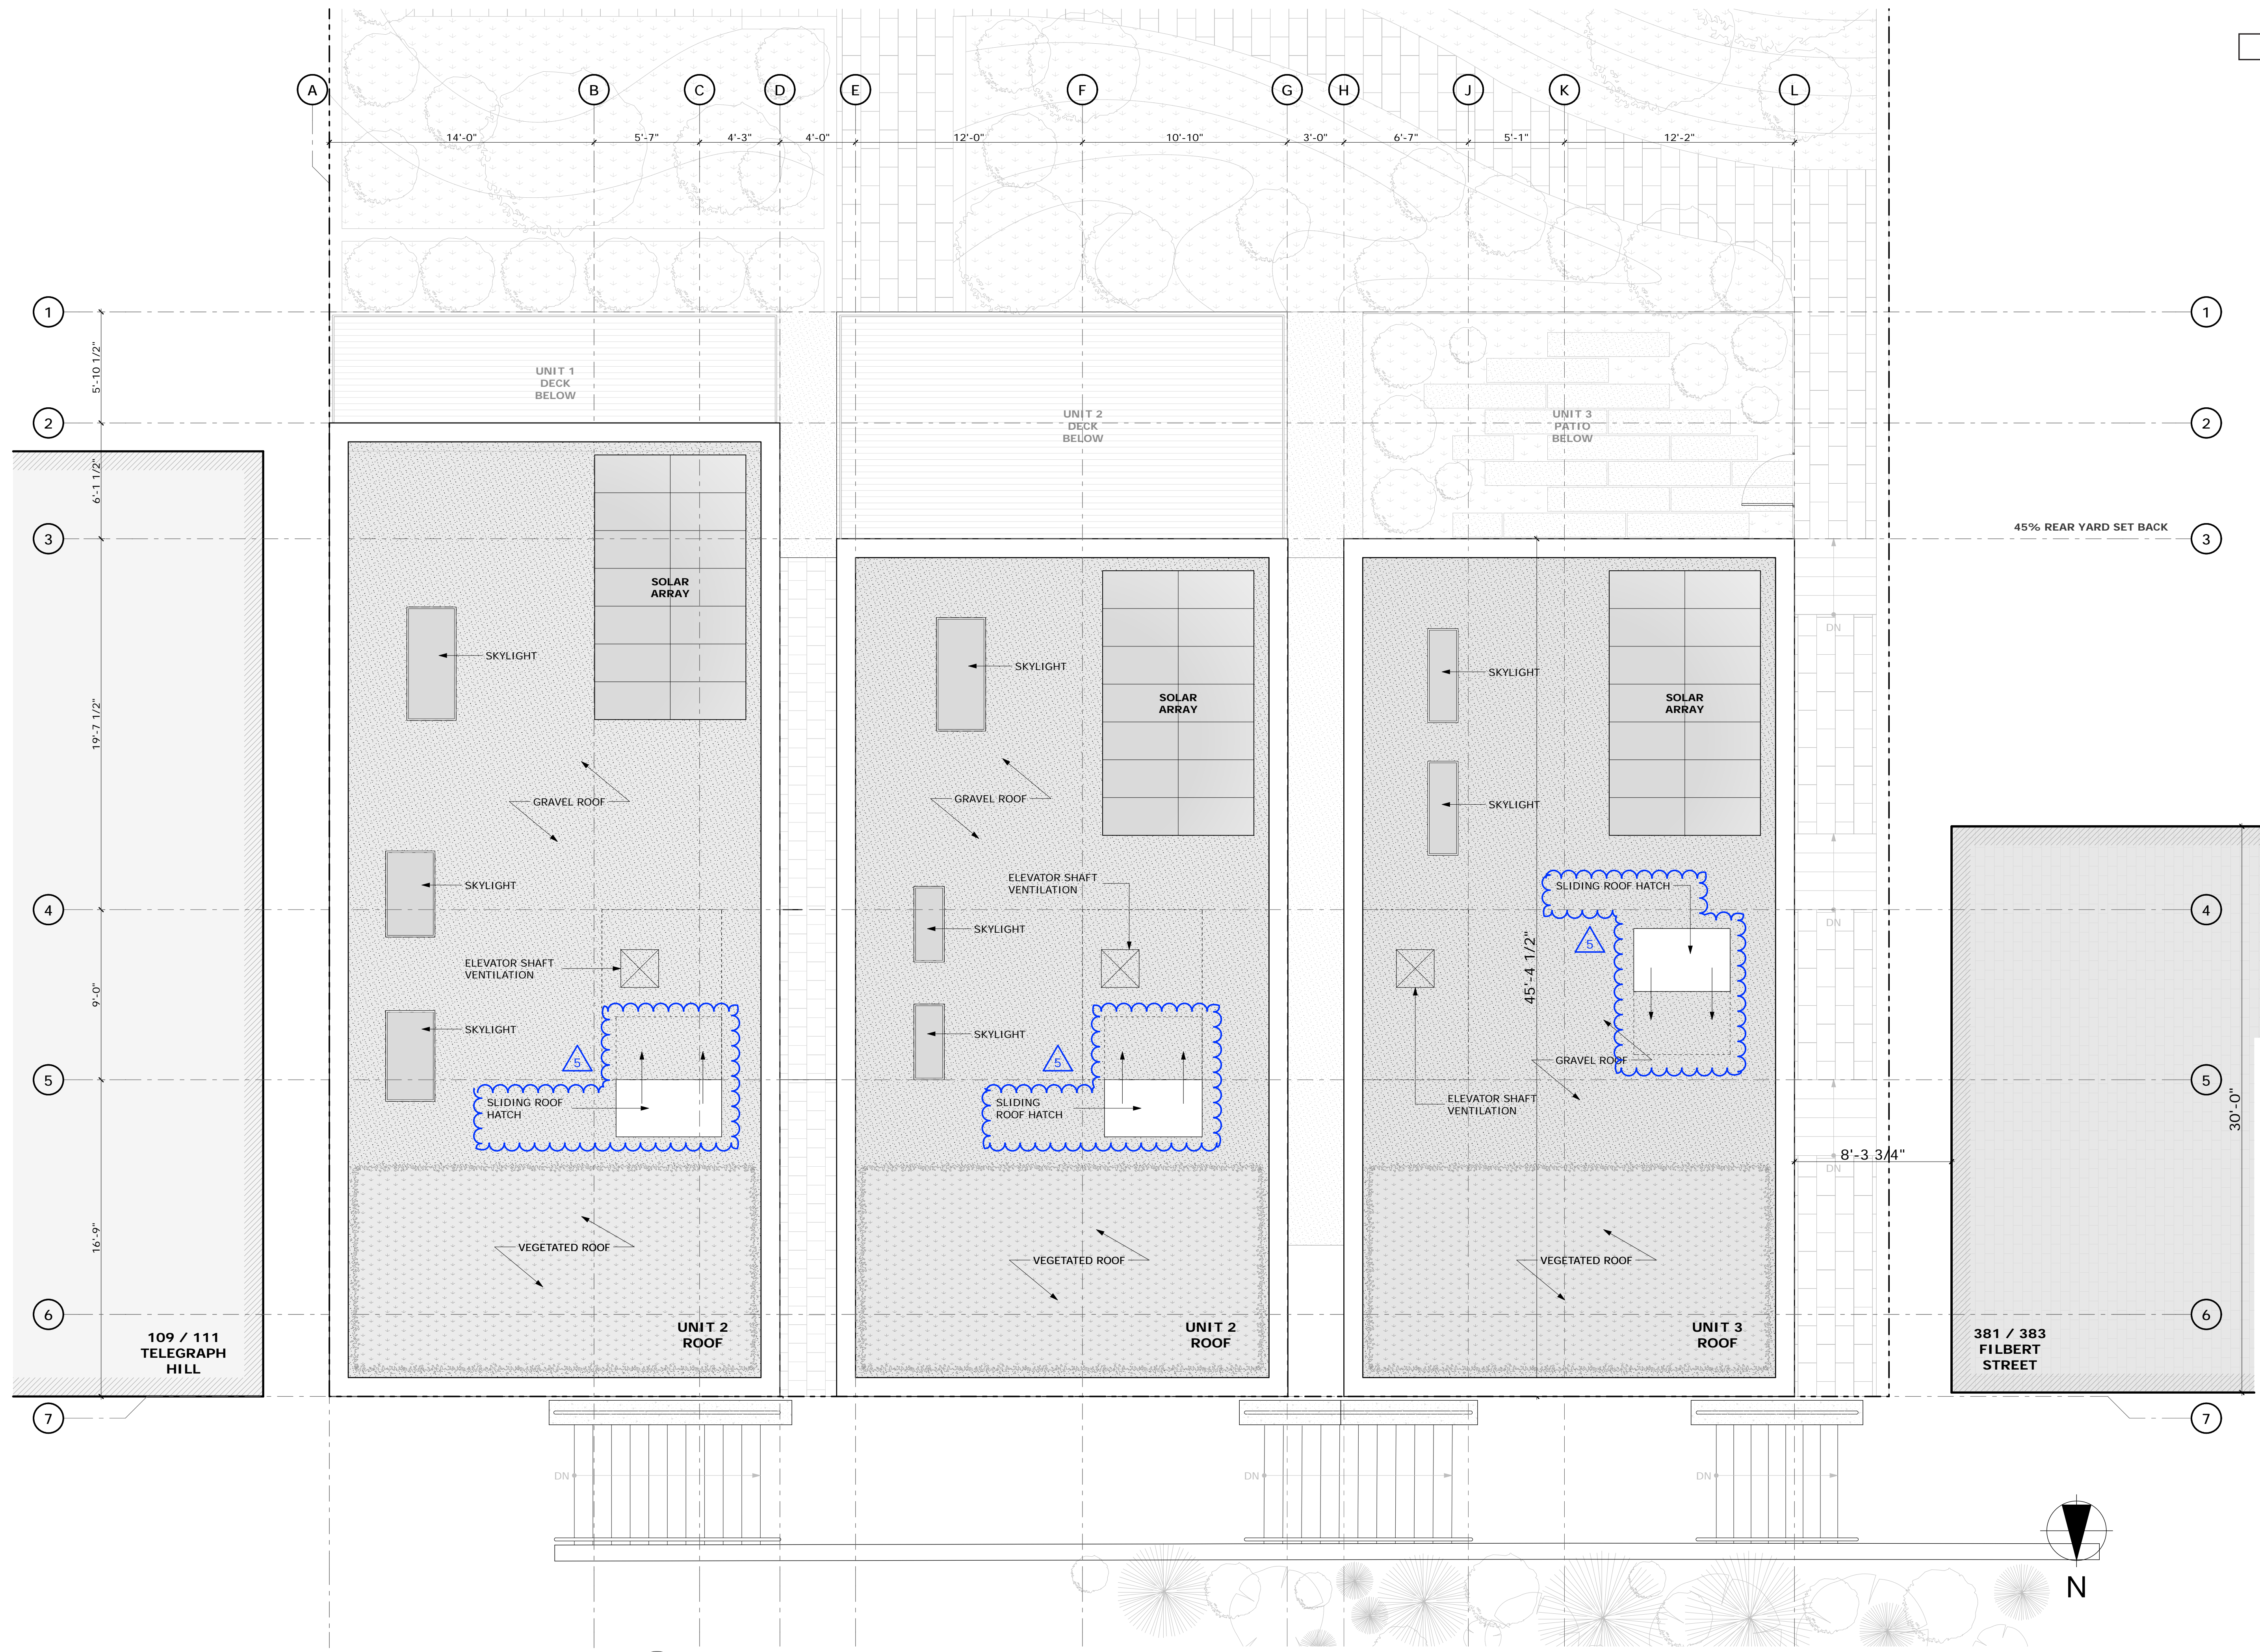 A
B
C
D
E
F
G
H
J
K
L
14'-0"
5'-7"
4'-3"
4'-0"
12'-0"
10'-10"
3'-0"
6'-7"
5'-1"
12'-2"
1
1
5'-10 1/2"
UNIT 1
DECK
BELOW
UNIT 2
DECK
BELOW
UNIT 3
PATIO
BELOW
2
2
6'-1 1/2"
45% REAR YARD SET BACK
3
3
SOLAR
ARRAY
SOLAR
ARRAY
SOLAR
ARRAY
DN
SKYLIGHT
SKYLIGHT
SKYLIGHT
19'-7 1/2"
GRAVEL ROOF
GRAVEL ROOF
SKYLIGHT
SKYLIGHT
ELEVATOR SHAFT
VENTILATION
SLIDING ROOF HATCH
4
4
DN
SKYLIGHT
5
45'-4 1/2"
ELEVATOR SHAFT
VENTILATION
9'-0"
SKYLIGHT
SKYLIGHT
5
5
GRAVEL ROOF
5
5
SLIDING ROOF
HATCH
SLIDING
ROOF HATCH
ELEVATOR SHAFT
VENTILATION
30'-0"
8'-3 3/4"
DN
16'-9"
VEGETATED ROOF
VEGETATED ROOF
VEGETATED ROOF
6
6
109 / 111
TELEGRAPH
HILL
UNIT 2
ROOF
UNIT 2
ROOF
UNIT 3
ROOF
381 / 383
FILBERT
STREET
7
7
DN
DN
DN
N